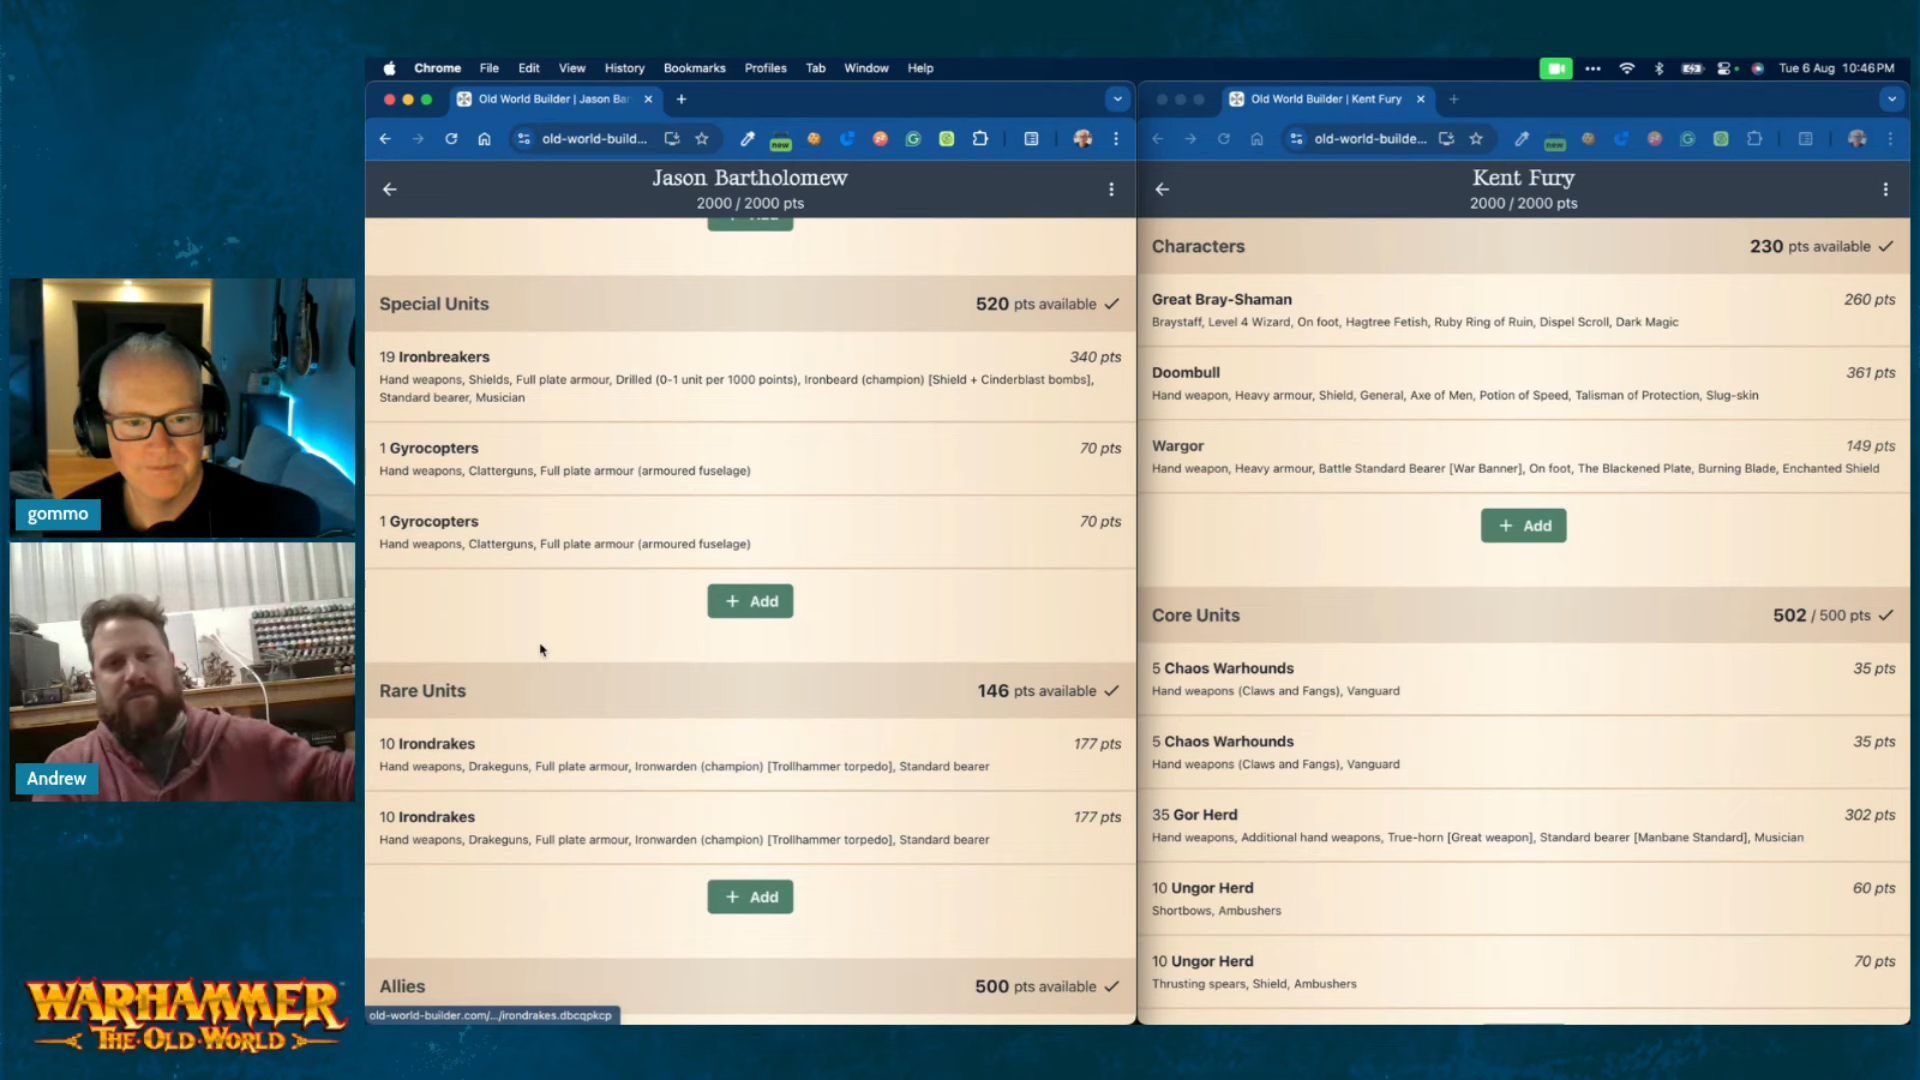 Chrome File Edit View History Bookmarks Profiles Tab Window Help
Tue 6 Aug 10:46 PM
Old World Builder | Jason Bar
old-world-build...
new
Jason Bartholomew
2000 / 2000 pts
Add
Special Units 520 pts available
19 Ironbreakers 340 pts
Hand weapons, Shields, Full plate armour, Drilled (0-1 unit per 1000 points), Ironbeard (champion) [Shield + Cinderblast bombs],
Standard bearer, Musician
1 Gyrocopters 70 pts
Hand weapons, Clatterguns, Full plate armour (armoured fuselage)
1 Gyrocopters 70 pts
Hand weapons, Clatterguns, Full plate armour (armoured fuselage)
+ Add
Rare Units 146 pts available
10 Irondrakes 177 pts
Hand weapons, Drakeguns, Full plate armour, Ironwarden (champion) [Trollhammer torpedo], Standard bearer
10 Irondrakes 177 pts
Hand weapons, Drakeguns, Full plate armour, Ironwarden (champion) [Trollhammer torpedo], Standard bearer
+ Add
Allies 500 pts available
old-world-builder.com/.../irondrakes.dbcqpkcp
Old World Builder | Kent Fury
old-world-builde...
new
Kent Fury
2000 / 2000 pts
Characters 230 pts available
Great Bray-Shaman 260 pts
Braystaff, Level 4 Wizard, On foot, Hagtree Fetish, Ruby Ring of Ruin, Dispel Scroll, Dark Magic
Doombull 361 pts
Hand weapon, Heavy armour, Shield, General, Axe of Men, Potion of Speed, Talisman of Protection, Slug-skin
Wargor 149 pts
Hand weapon, Heavy armour, Battle Standard Bearer [War Banner], On foot, The Blackened Plate, Burning Blade, Enchanted Shield
+ Add
Core Units 502 / 500 pts
5 Chaos Warhounds 35 pts
Hand weapons (Claws and Fangs), Vanguard
5 Chaos Warhounds 35 pts
Hand weapons (Claws and Fangs), Vanguard
35 Gor Herd 302 pts
Hand weapons, Additional hand weapons, True-horn [Great weapon], Standard bearer [Manbane Standard], Musician
10 Ungor Herd 60 pts
Shortbows, Ambushers
10 Ungor Herd 70 pts
Thrusting spears, Shield, Ambushers
gommo
Andrew
WARHAMMER
THE OLD WORLD